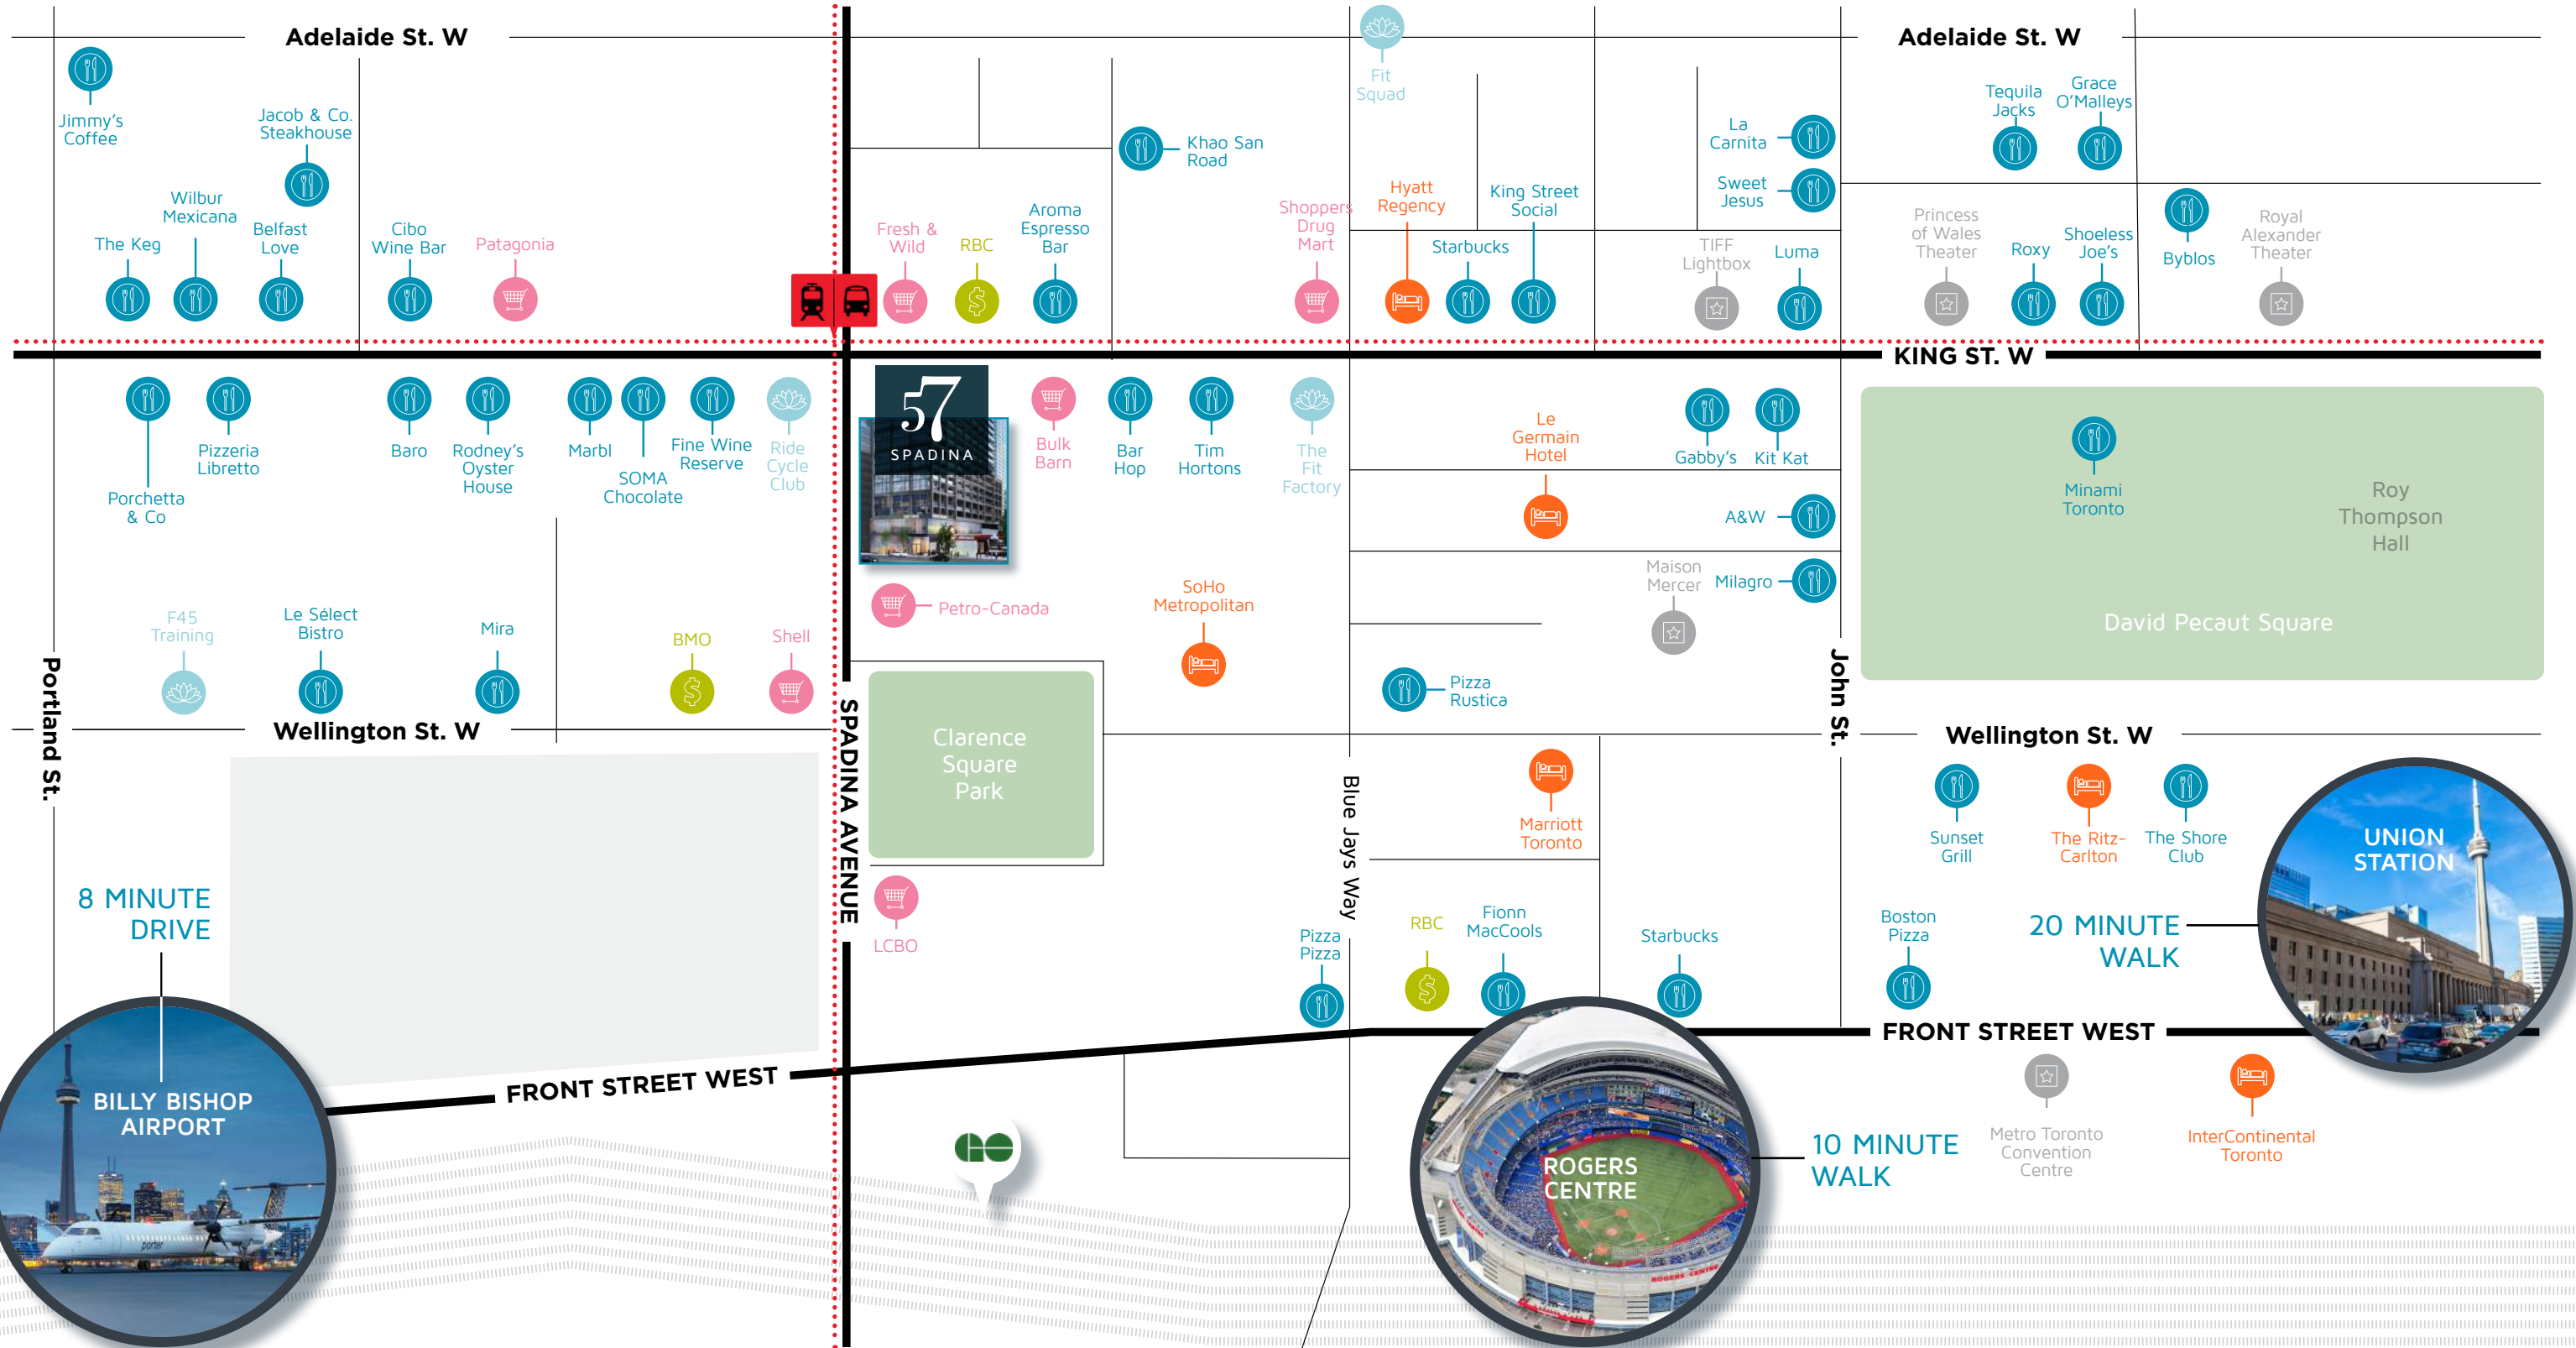 Adelaide St. W
Adelaide St. W
Jimmy's
Coffee
Jacob & Co.
Steakhouse
Wilbur
Mexicana
The Keg
Belfast
Love
Cibo
Wine Bar
Patagonia
Fresh &
Wild
RBC
Aroma
Espresso
Bar
Khao San
Road
Fit
Squad
Shoppers
Drug
Mart
Hyatt
Regency
King Street
Social
Starbucks
La
Carnita
Sweet
Jesus
TIFF
Lightbox
Luma
Tequila
Jacks
Grace
O'Malleys
Princess
of Wales
Theater
Roxy
Shoeless
Joe's
Byblos
Royal
Alexander
Theater
KING ST. W
Porchetta
& Co
Pizzeria
Libretto
Baro
Rodney's
Oyster
House
Marbl
SOMA
Chocolate
Fine Wine
Reserve
Ride
Cycle
Club
57
SPADINA
Bulk
Barn
Bar
Hop
Tim
Hortons
The
Fit
Factory
Le
Germain
Hotel
Gabby's
Kit Kat
A&W
Maison
Mercer
Milagro
Minami
Toronto
Roy
Thompson
Hall
David Pecaut Square
F45
Training
Le Sélect
Bistro
Mira
BMO
Shell
Petro-Canada
SoHo
Metropolitan
Pizza
Rustica
Portland St.
Wellington St. W
SPADINA AVENUE
Clarence
Square
Park
Blue Jays Way
John St.
Wellington St. W
Marriott
Toronto
Sunset
Grill
The Ritz-
Carlton
The Shore
Club
UNION
STATION
20 MINUTE
WALK
8 MINUTE
DRIVE
LCBO
Pizza
Pizza
RBC
Fionn
MacCools
Starbucks
Boston
Pizza
FRONT STREET WEST
FRONT STREET WEST
BILLY BISHOP
AIRPORT
porter
GO
ROGERS
CENTRE
ROGERS CENTRE
10 MINUTE
WALK
Metro Toronto
Convention
Centre
InterContinental
Toronto